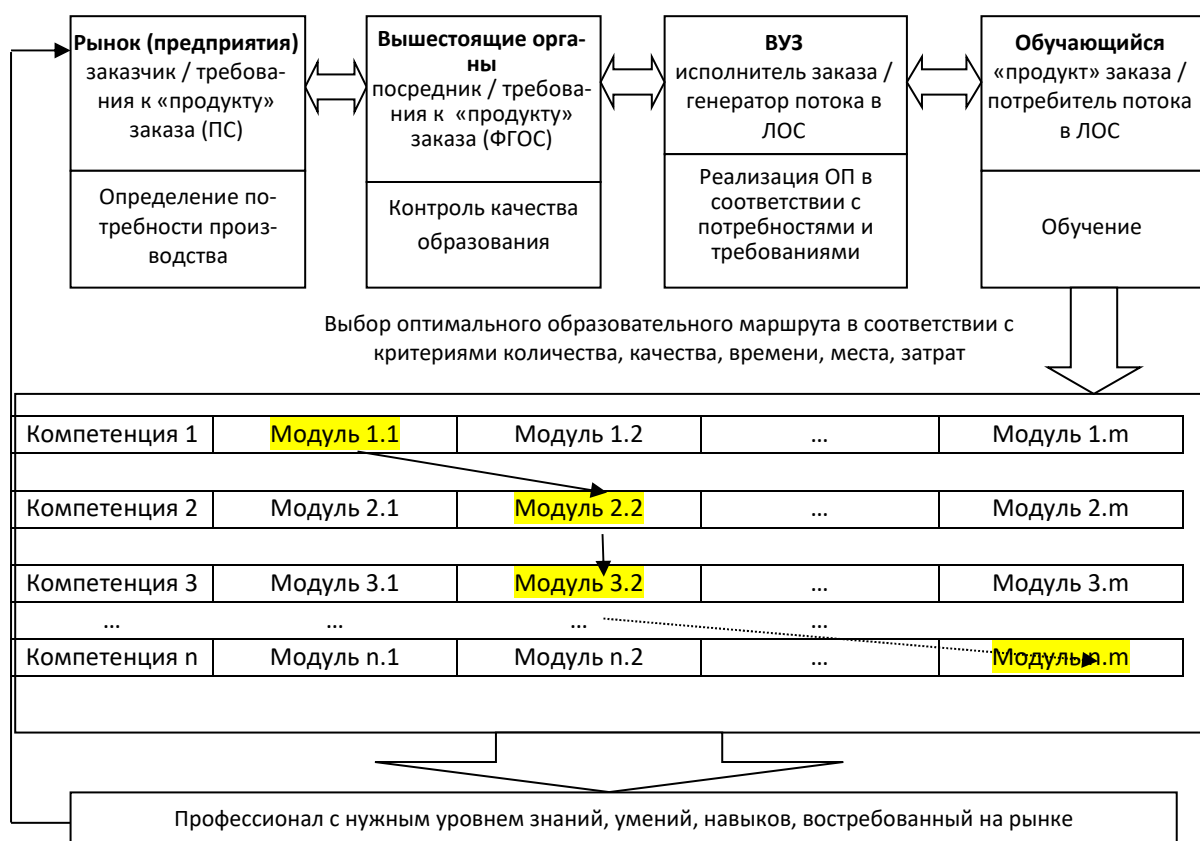 Рынок (предприятия)
заказчик / требова-
ния к «продукту»
заказа (ПС)
Определение по-
требности произ-
водства
Вышестоящие орга-
ны
посредник / требова-
ния к «продукту»
заказа (ФГОС)
Контроль качества
образования
ВУЗ
исполнитель заказа /
генератор потока в
ЛОС
Реализация ОП в
соответствии с
потребностями и
требованиями
Обучающийся
«продукт» заказа /
потребитель потока
в ЛОС
Обучение
Выбор оптимального образовательного маршрута в соответствии с
критериями количества, качества, времени, места, затрат
Компетенция 1 Модуль 1.1 Модуль 1.2 ... Модуль 1.m
Компетенция 2 Модуль 2.1 Модуль 2.2 ... Модуль 2.m
Компетенция 3 Модуль 3.1 Модуль 3.2 ... Модуль 3.m
... ... ... ...
Компетенция n Модуль n.1 Модуль n.2 ... Модуль n.m
Профессионал с нужным уровнем знаний, умений, навыков, востребованный на рынке